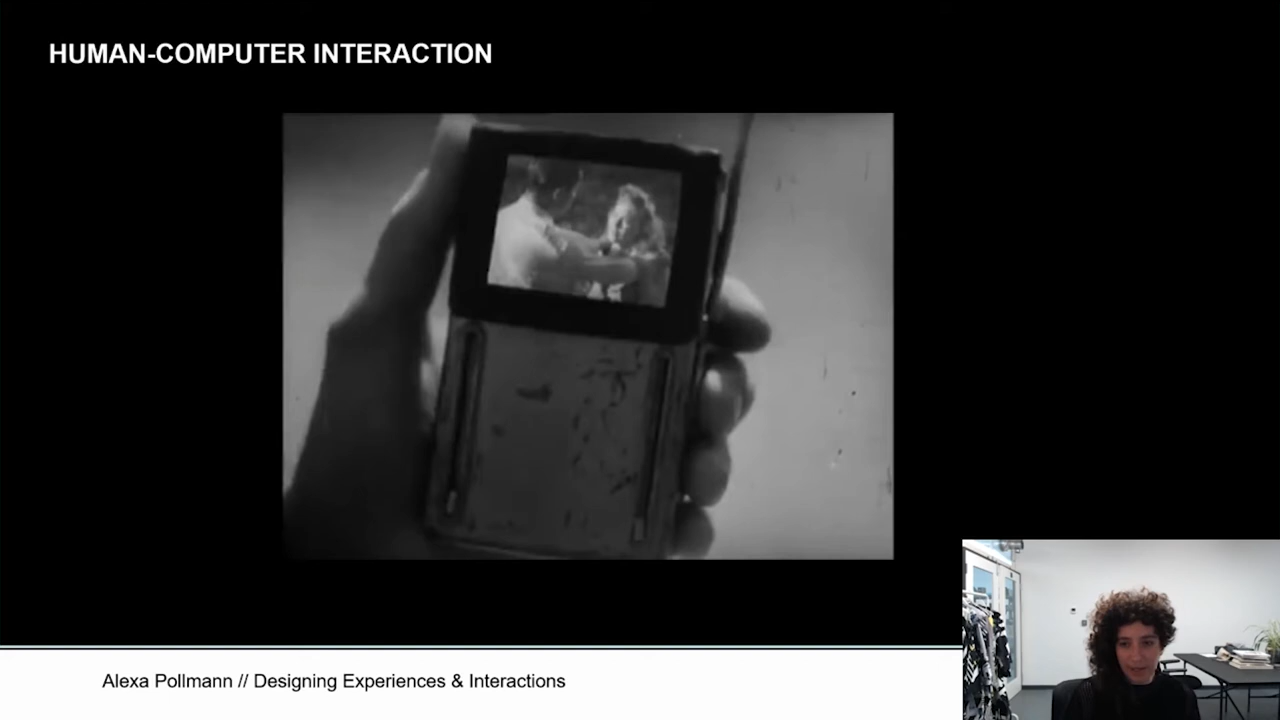 HUMAN-COMPUTER INTERACTION
Alexa Pollmann // Designing Experiences & Interactions